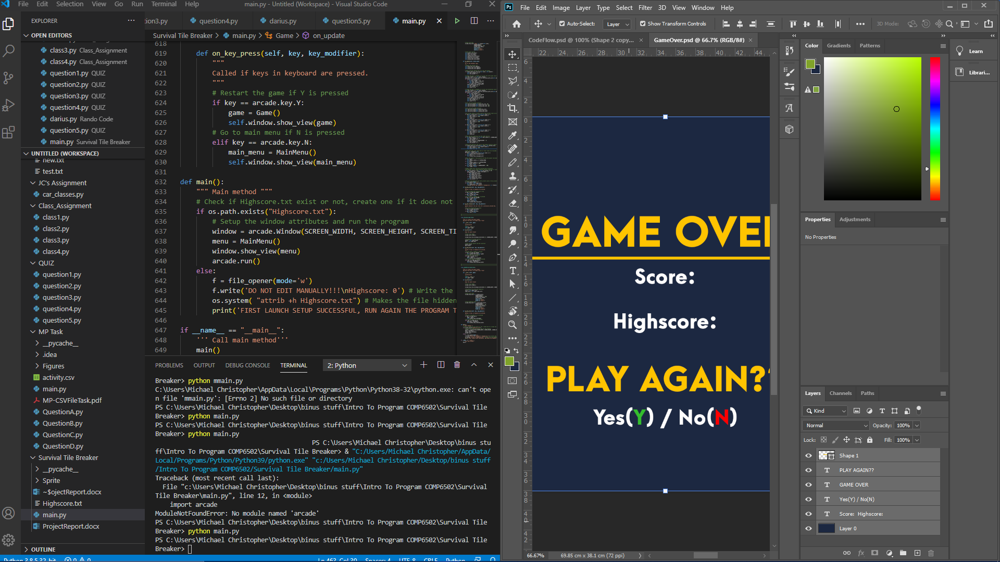 File Edit Selection View Go Run Terminal Help main.py - Untitled (Workspace) - Visual Studio Code
EXPLORER
OPEN EDITORS
class3.py Class_Assignment
class4.py Class_Assignment
question1.py QUIZ
question2.py QUIZ
question3.py QUIZ
question4.py QUIZ
darius.py Rando Code
question5.py QUIZ
main.py Survival Tile Breaker
UNTITLED (WORKSPACE)
new.txt
test.txt
JC's Assignment
car_classes.py
Class_Assignment
class1.py
class2.py
class3.py
class4.py
QUIZ
question1.py
question2.py
question3.py
question4.py
question5.py
MP Task
__pycache__
.idea
Figures
activity.csv
main.py
MP-CSVFileTask.pdf
QuestionA.py
QuestionB.py
QuestionC.py
QuestionD.py
Survival Tile Breaker
__pycache__
Sprite
~$ojectReport.docx
Highscore.txt
main.py
ProjectReport.docx
OUTLINE
tion3.py question4.py darius.py question5.py main.py
Survival Tile Breaker > main.py > Game > on_update
618
619 def on_key_press(self, key, key_modifier):
620 """
621 Called if keys in keyboard are pressed.
622 """
623 # Restart the game if Y is pressed
624 if key == arcade.key.Y:
625 game = Game()
626 self.window.show_view(game)
627 # Go to main menu if N is pressed
628 elif key == arcade.key.N:
629 main_menu = MainMenu()
630 self.window.show_view(main_menu)
631
632 def main():
633 """ Main method """
634 # Check if Highscore.txt exist or not, create one if it does not
635 if os.path.exists("Highscore.txt"):
636 # Setup the window attributes and run the program
637 window = arcade.Window(SCREEN_WIDTH, SCREEN_HEIGHT, SCREEN_TI
638 menu = MainMenu()
639 window.show_view(menu)
640 arcade.run()
641 else:
642 f = file_opener(mode='w')
643 f.write('DO NOT EDIT MANUALLY!!!\nHighscore: 0') # Write the
644 os.system( "attrib +h Highscore.txt") # Makes the file hidden
645 print('FIRST LAUNCH SETUP SUCCESSFUL, RUN AGAIN THE PROGRAM T
646
647 if __name__ == "__main__":
648 ''' Call main method'''
649 main()
PROBLEMS OUTPUT DEBUG CONSOLE TERMINAL 2: Python
Breaker> python mmain.py
C:\Users\Michael Christopher\AppData\Local\Programs\Python\Python38-32\python.exe: can't ope
n file 'mmain.py': [Errno 2] No such file or directory
PS C:\Users\Michael Christopher\Desktop\binus stuff\Intro To Program COMP6502\Survival Tile
Breaker> python main.py
PS C:\Users\Michael Christopher\Desktop\binus stuff\Intro To Program COMP6502\Survival Tile
Breaker> python main.py
PS C:\Users\Michael Christopher\Desktop\binus stu
ff\Intro To Program COMP6502\Survival Tile Breaker> & "C:/Users/Michael Christopher/AppData/
Local/Programs/Python/Python39/python.exe" "c:/Users/Michael Christopher/Desktop/binus stuff
/Intro To Program COMP6502/Survival Tile Breaker/main.py"
Traceback (most recent call last):
File "c:\Users\Michael Christopher\Desktop\binus stuff\Intro To Program COMP6502\Survival
Tile Breaker\main.py", line 12, in <module>
import arcade
ModuleNotFoundError: No module named 'arcade'
PS C:\Users\Michael Christopher\Desktop\binus stuff\Intro To Program COMP6502\Survival Tile
Breaker> python main.py
PS C:\Users\Michael Christopher\Desktop\binus stuff\Intro To Program COMP6502\Survival Tile
Breaker>
Python 3.8.5 32-bit 0 0 Ln 463, Col 30 Spaces: 4 UTF-8 CRLF Python
Ps File Edit Image Layer Type Select Filter 3D View Window Help
Auto-Select: Layer Show Transform Controls 3D Mode:
CodeFlow.psd @ 100% (Shape 2 copy... GameOver.psd @ 66.7% (RGB/8#)
22 24 26 28 30 32 34 36 38 40 42 44
GAME OVE
Score:
Highscore:
PLAY AGAIN?
Yes(Y) / No(N)
66.67% 69.85 cm x 38.1 cm (72 ppi)
Color Gradients Patterns
Learn
Librari...
Properties Adjustments
No Properties
Layers Channels Paths
Kind
Normal Opacity: 100%
Lock: Fill: 100%
Shape 1
PLAY AGAIN??
GAME OVER
Yes(Y) / No(N)
Score: Highscore:
Layer 0